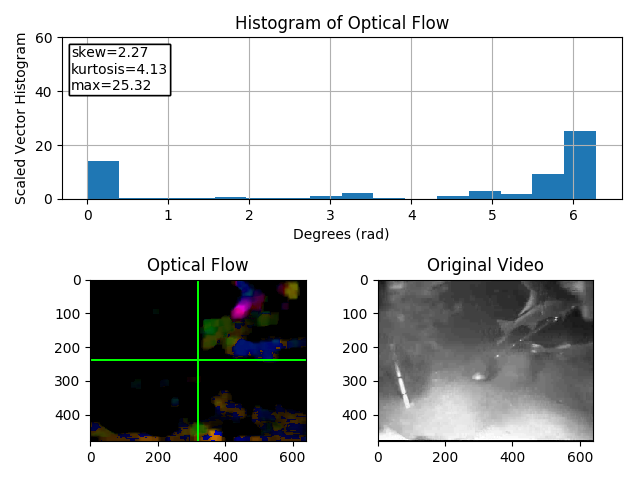 Histogram of Optical Flow
Scaled Vector Histogram
60
40
20
0
skew=2.27
kurtosis=4.13
max=25.32
0 1 2 3 4 5 6
Degrees (rad)
Optical Flow
0
100
200
300
400
0 200 400 600
Original Video
0
100
200
300
400
0 200 400 600